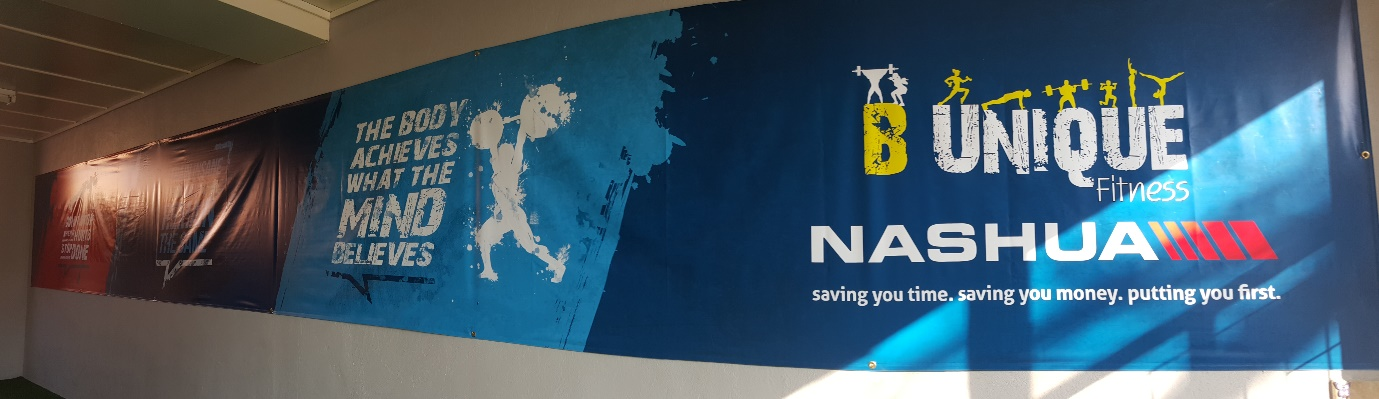 THE BODY
ACHIEVES
WHAT THE
MIND
BELIEVES
B UNIQUE
Fitness
NASHUA
saving you time. saving you money. putting you first.